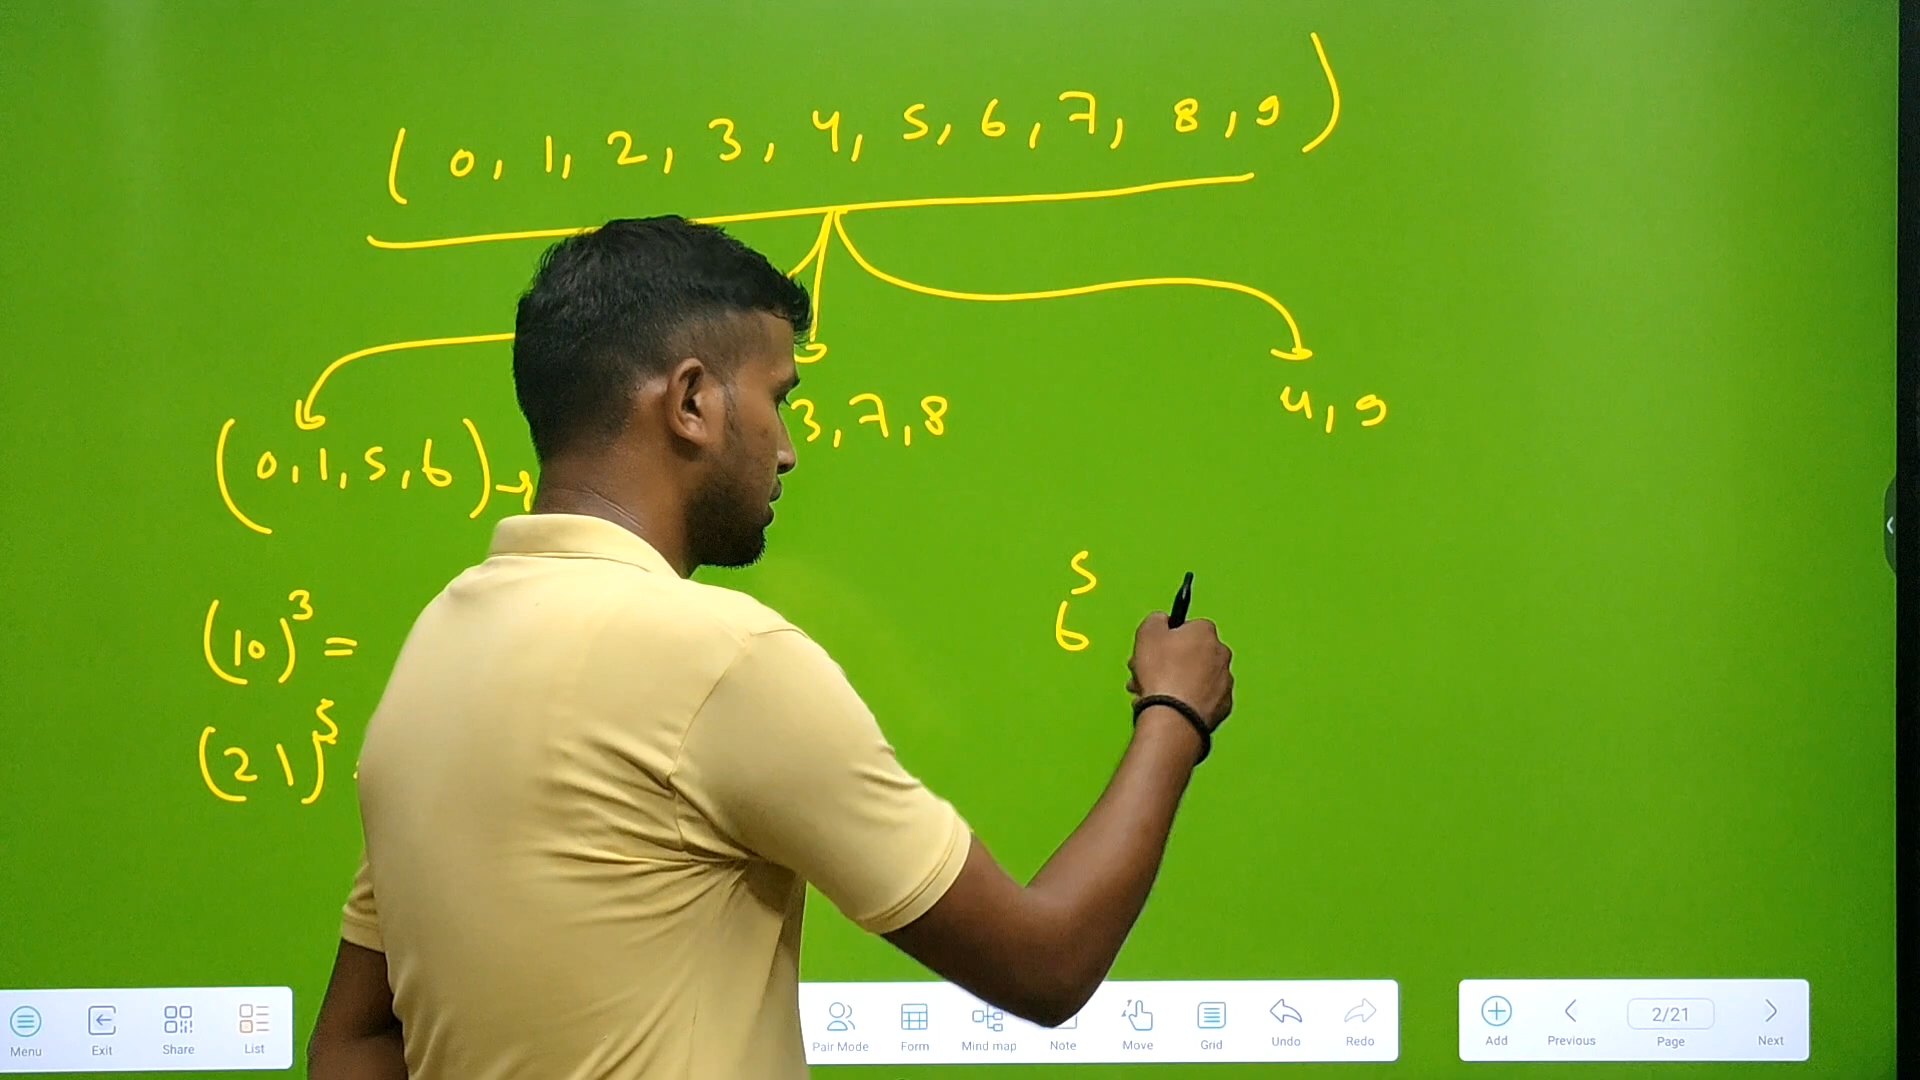 (0, 1, 2, 3, 4, 5, 6, 7, 8, 9)
3, 7, 8
4, 9
(0, 1, 5, 6) →
5
6
(10)³ =
(21)⁵
Menu
Exit
Share
List
Pair Mode
Form
Mind map
Note
Move
Grid
Undo
Redo
Add
Previous
2/21
Page
Next